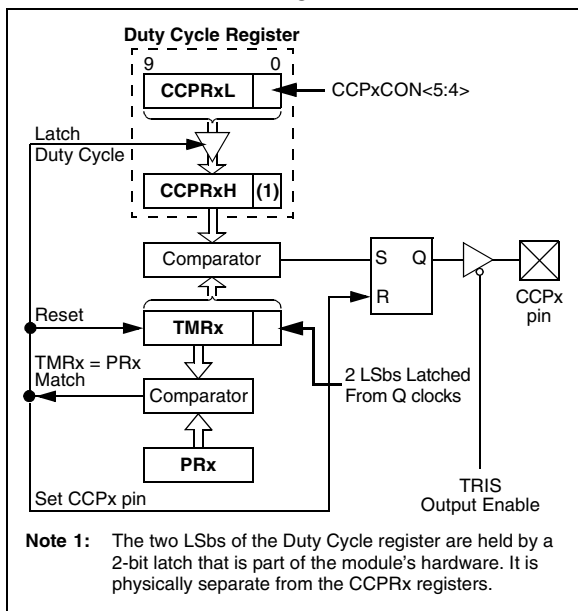 Duty Cycle Register
9 0
CCPRxL
CCPxCON<5:4>
Latch
Duty Cycle
CCPRxH (1)
Comparator
S Q
R
CCPx
pin
Reset
TMRx
TMRx = PRx
Match
2 LSbs Latched
From Q clocks
Comparator
PRx
Set CCPx pin
TRIS
Output Enable
Note 1: The two LSbs of the Duty Cycle register are held by a
2-bit latch that is part of the module's hardware. It is
physically separate from the CCPRx registers.